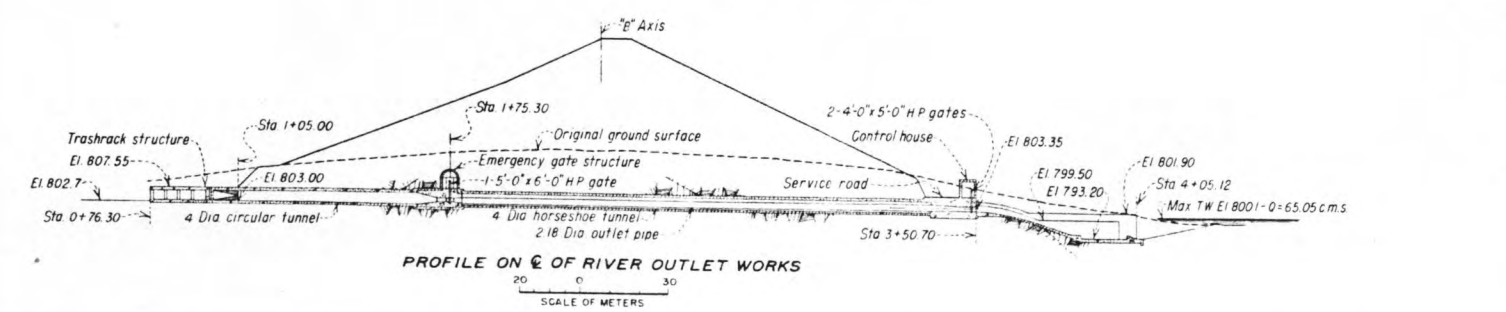 "B" Axis
Sta. 1+75.30
2-4'-0"x5'-0" H P gates
Sta 1+05.00
Original ground surface
Control house
El 803.35
Trashrack structure
El. 807.55
Emergency gate structure
El 801.90
El 799.50
El 793.20
El. 802.7
El 803.00
1-5'-0"x6'-0" HP gate
Service road
Sta 4+05.12
Sta. 0+76.30
4 Dia circular tunnel
4 Dia horseshoe tunnel
2.18 Dia outlet pipe
Sta 3+50.70
Max TW El 800 1-0=65.05 c.m.s
PROFILE ON ℄ OF RIVER OUTLET WORKS
20 0 30
SCALE OF METERS